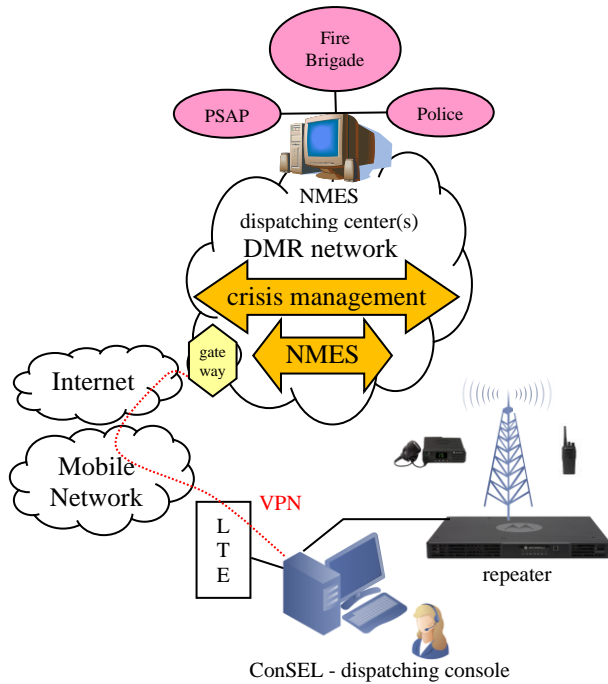 Fire
Brigade
PSAP
Police
NMES
dispatching center(s)
DMR network
crisis management
gate
way
NMES
Internet
Mobile
Network
VPN
L
T
E
repeater
ConSEL - dispatching console